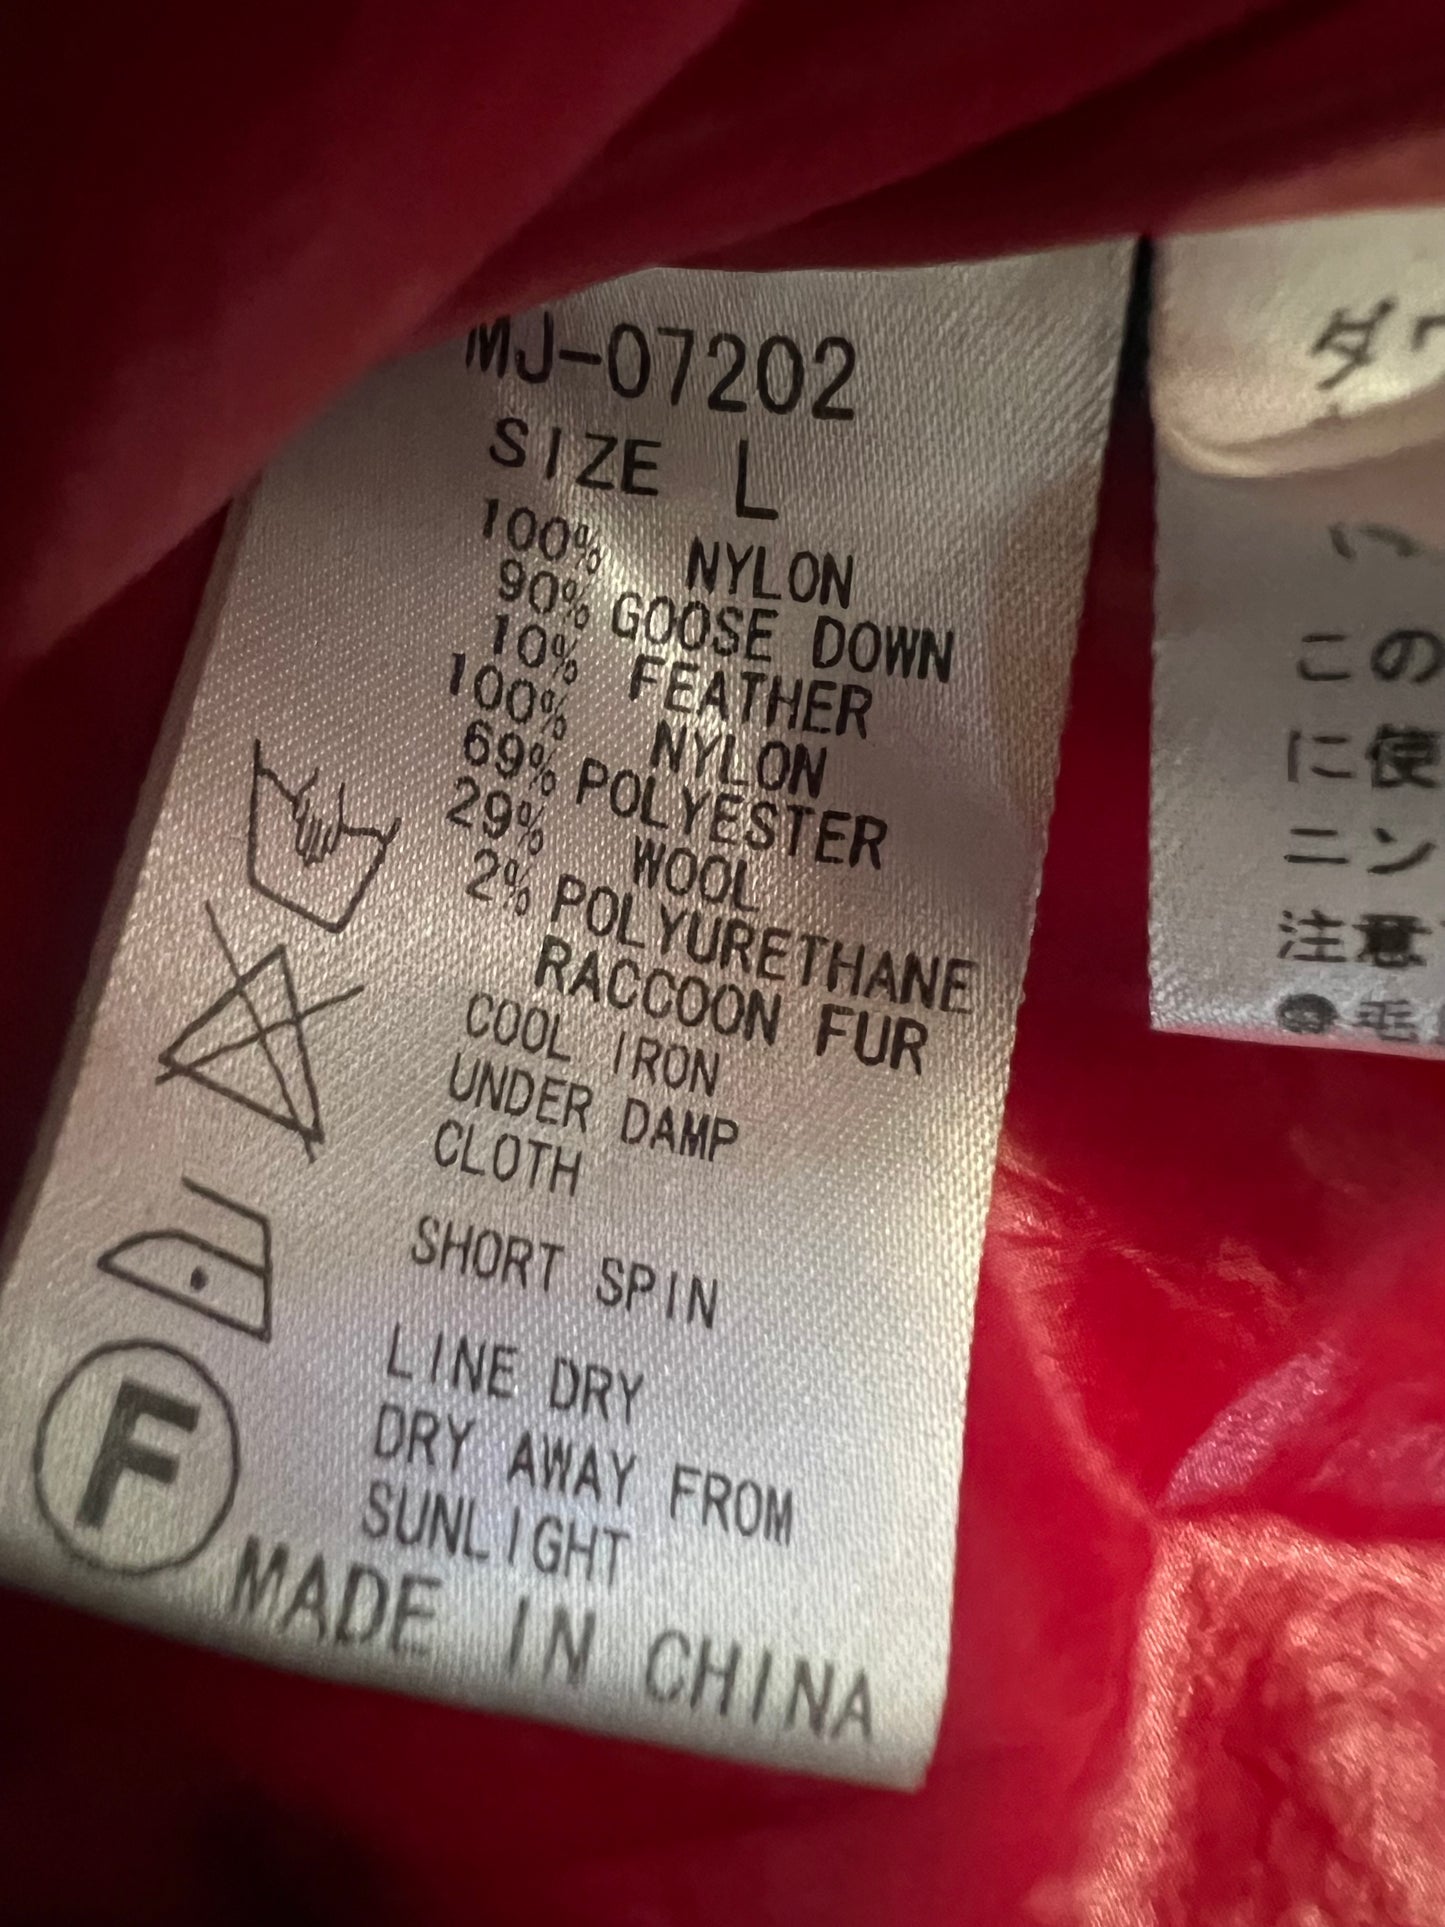 MJ-07202
SIZE L
100% NYLON
90% GOOSE DOWN
10% FEATHER
100% NYLON
69% POLYESTER
29% WOOL
2% POLYURETHANE
RACCOON FUR
COOL IRON
UNDER DAMP
CLOTH
SHORT SPIN
LINE DRY
DRY AWAY FROM
SUNLIGHT
F
MADE IN CHINA
ダウ
い
この
に使
ニン
注意
●毛